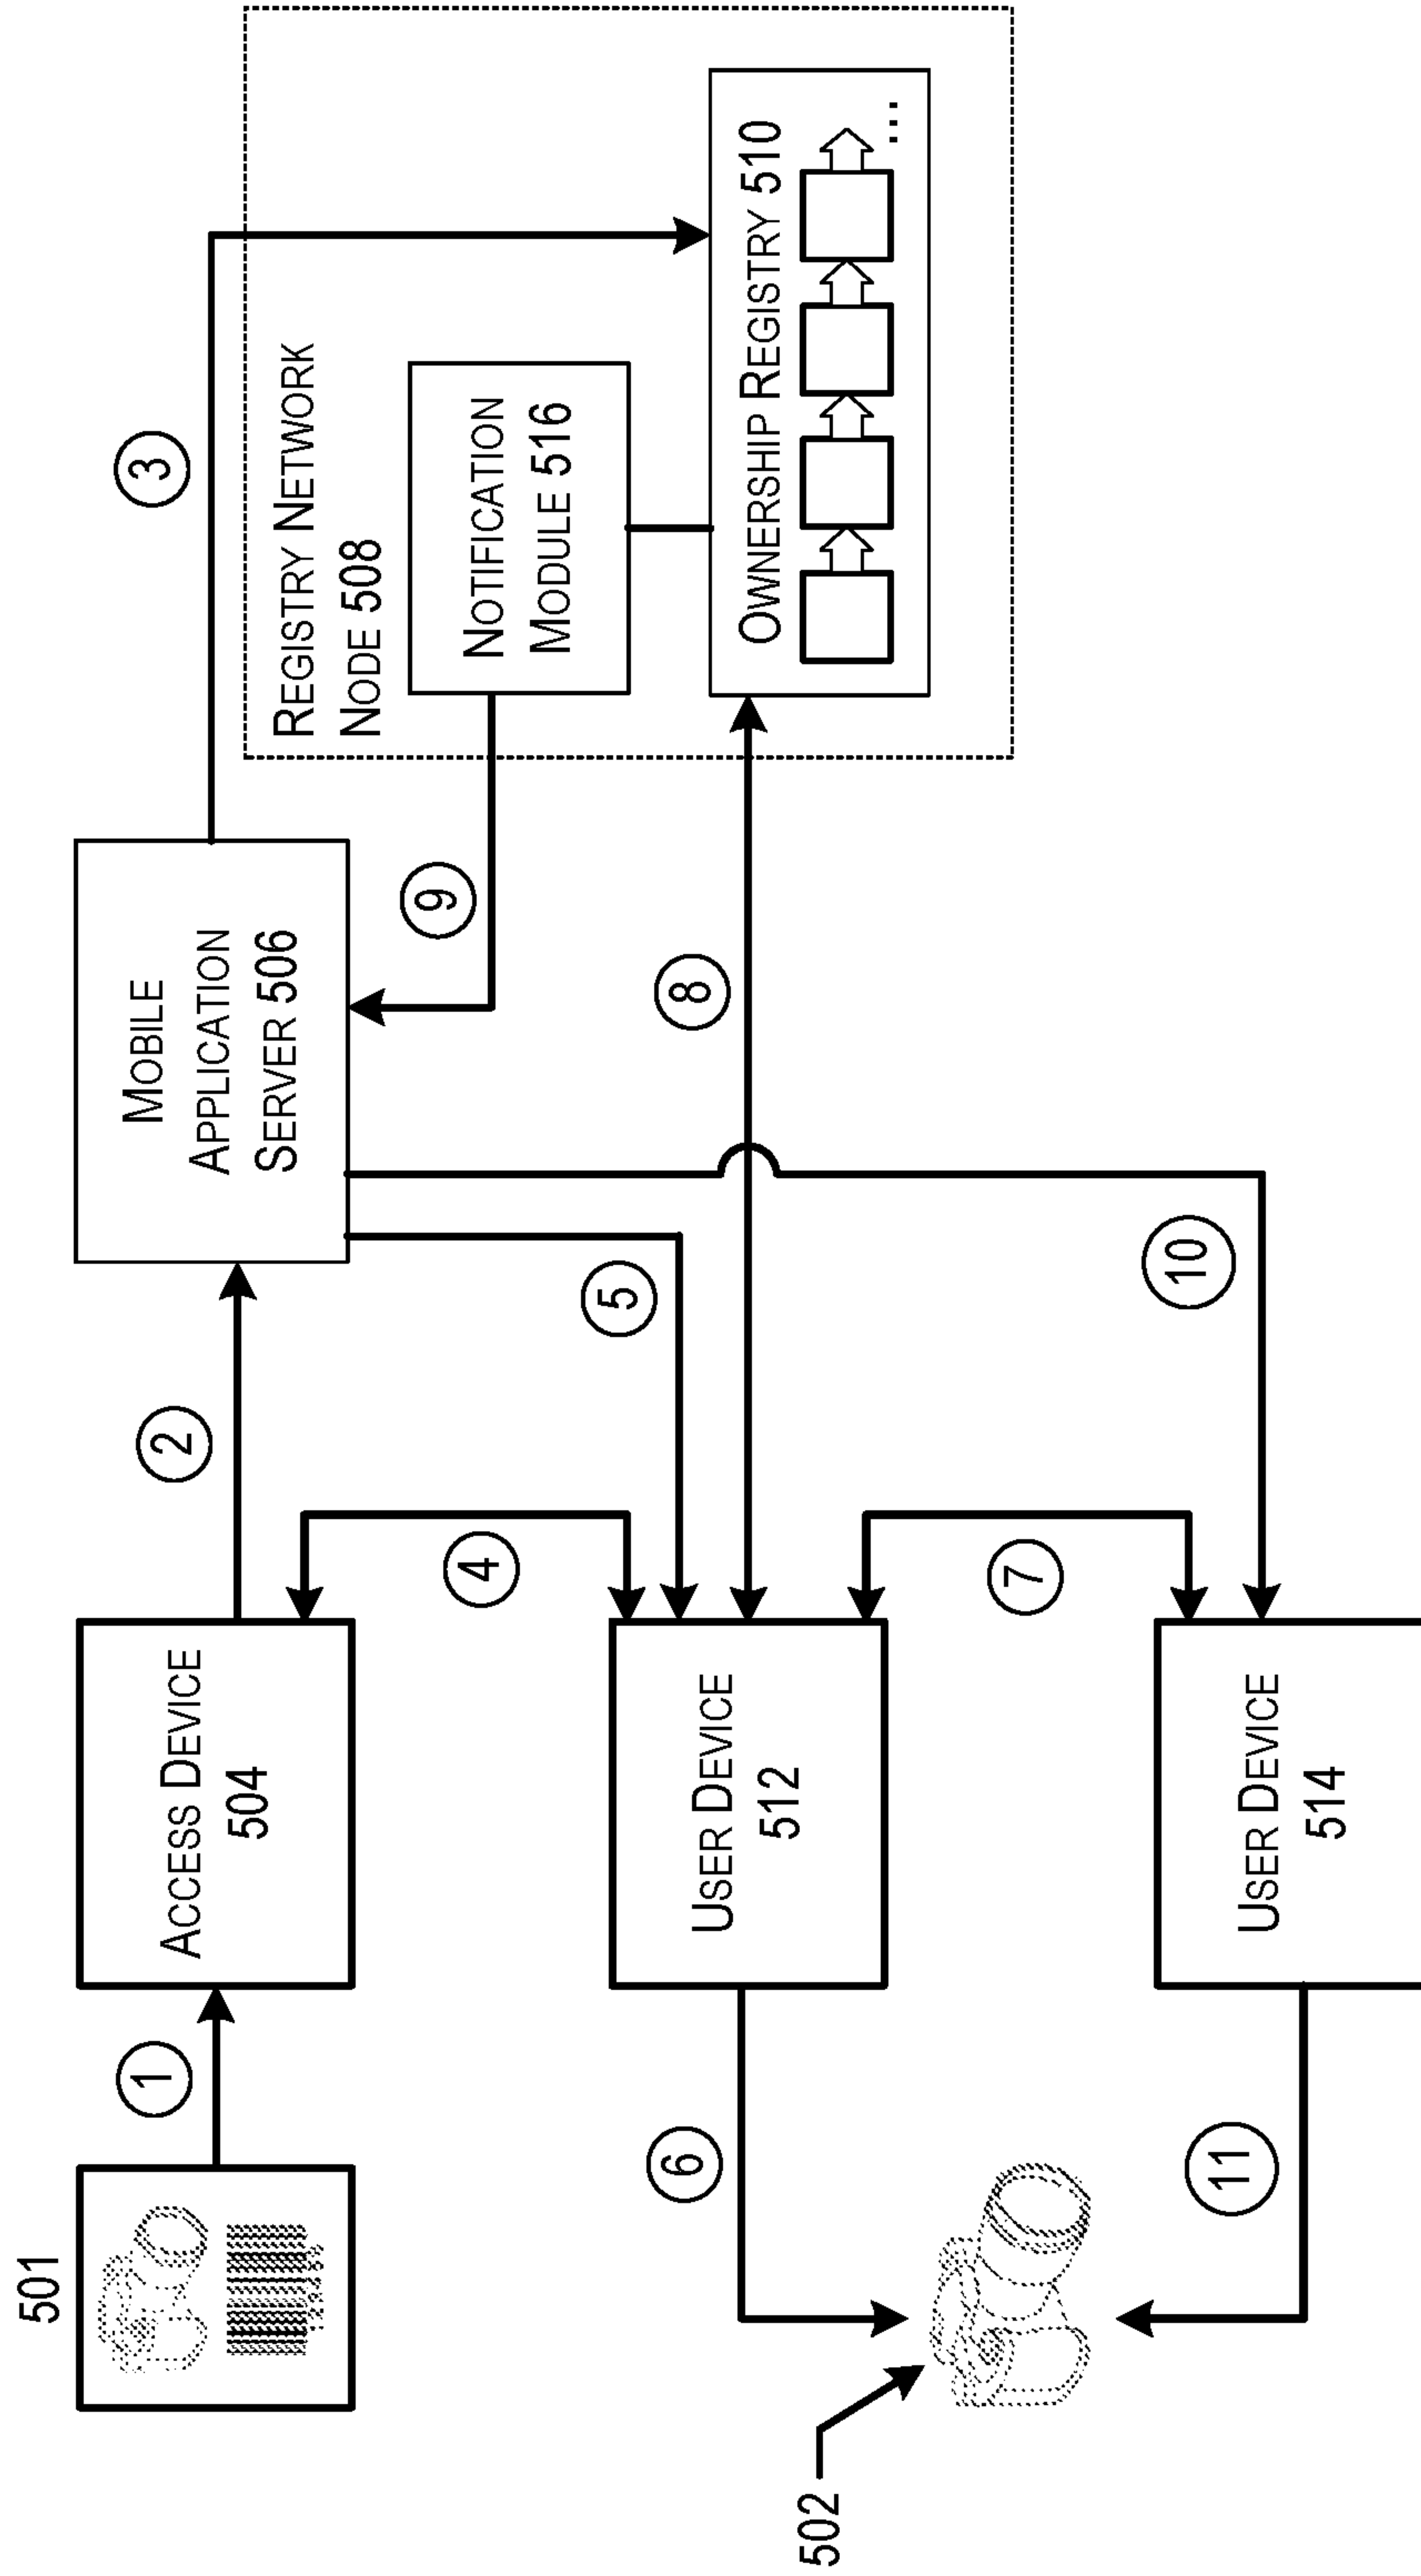 501
1
ACCESS DEVICE
504
2
MOBILE
APPLICATION
SERVER 506
3
REGISTRY NETWORK
NODE 508
NOTIFICATION
MODULE 516
OWNERSHIP REGISTRY 510
...
9
4
5
8
USER DEVICE
512
6
502
7
10
USER DEVICE
514
11